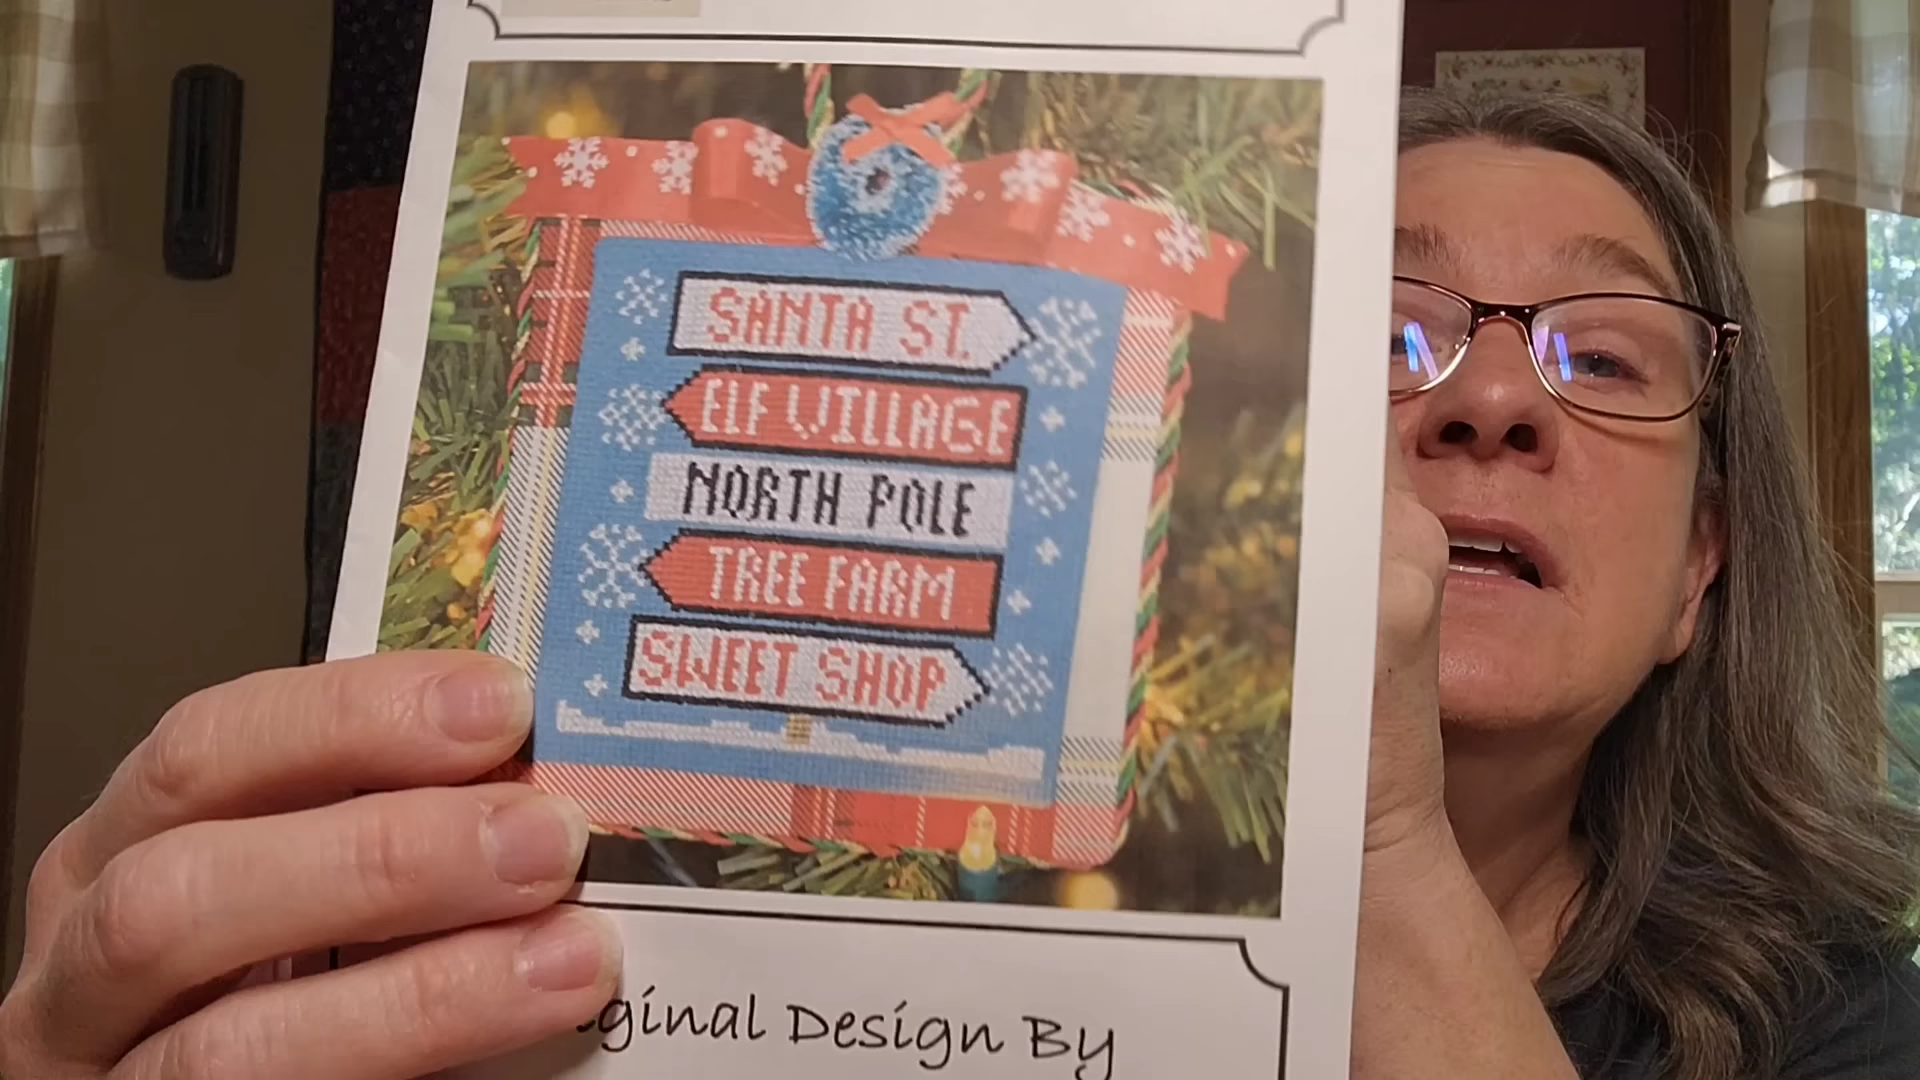 SANTA ST.
ELF VILLAGE
NORTH POLE
TREE FARM
SWEET SHOP
Design By